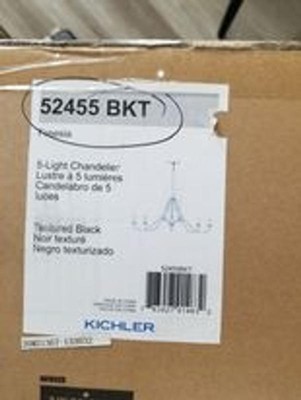 52455 BKT
5-Light Chandelier
Lustre à 5 lumières
Candelabro de 5
luces
Textured Black
Noir texturé
Negro texturizado
52455BKT
KICHLER